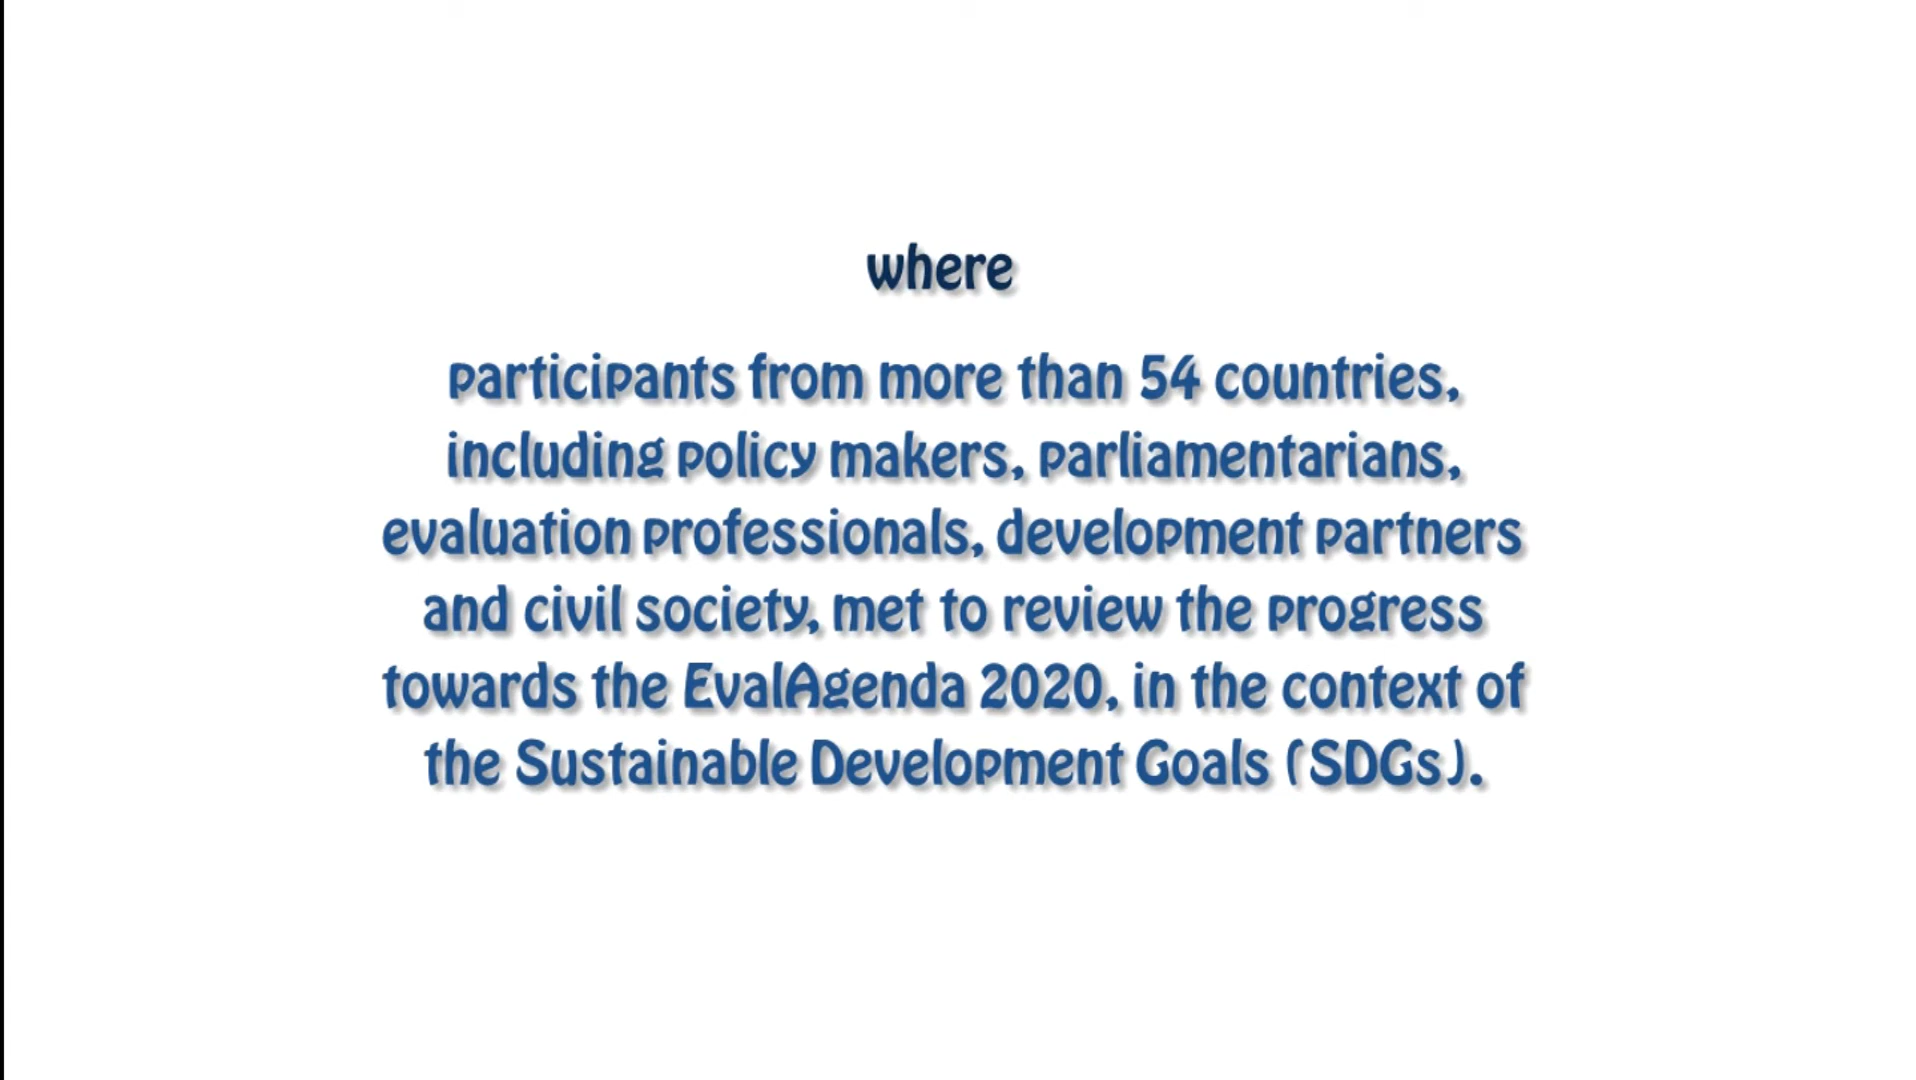 where
participants from more than 54 countries,
including policy makers, parliamentarians,
evaluation professionals, development partners
and civil society, met to review the progress
towards the EvalAgenda 2020, in the context of
the Sustainable Development Goals (SDGs).